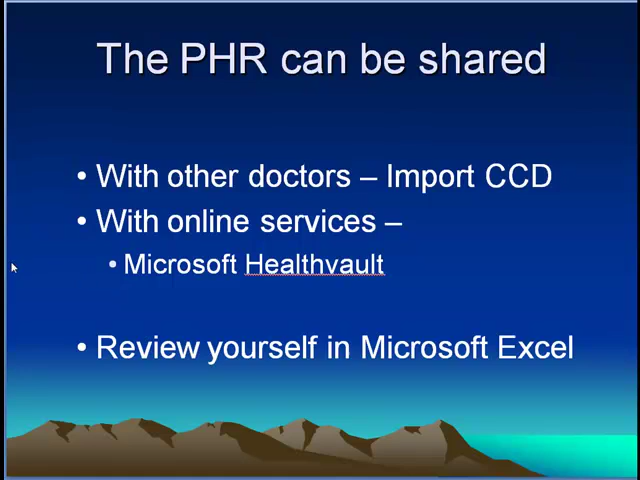 The PHR can be shared
• With other doctors – Import CCD
• With online services –
• Microsoft Healthvault
• Review yourself in Microsoft Excel